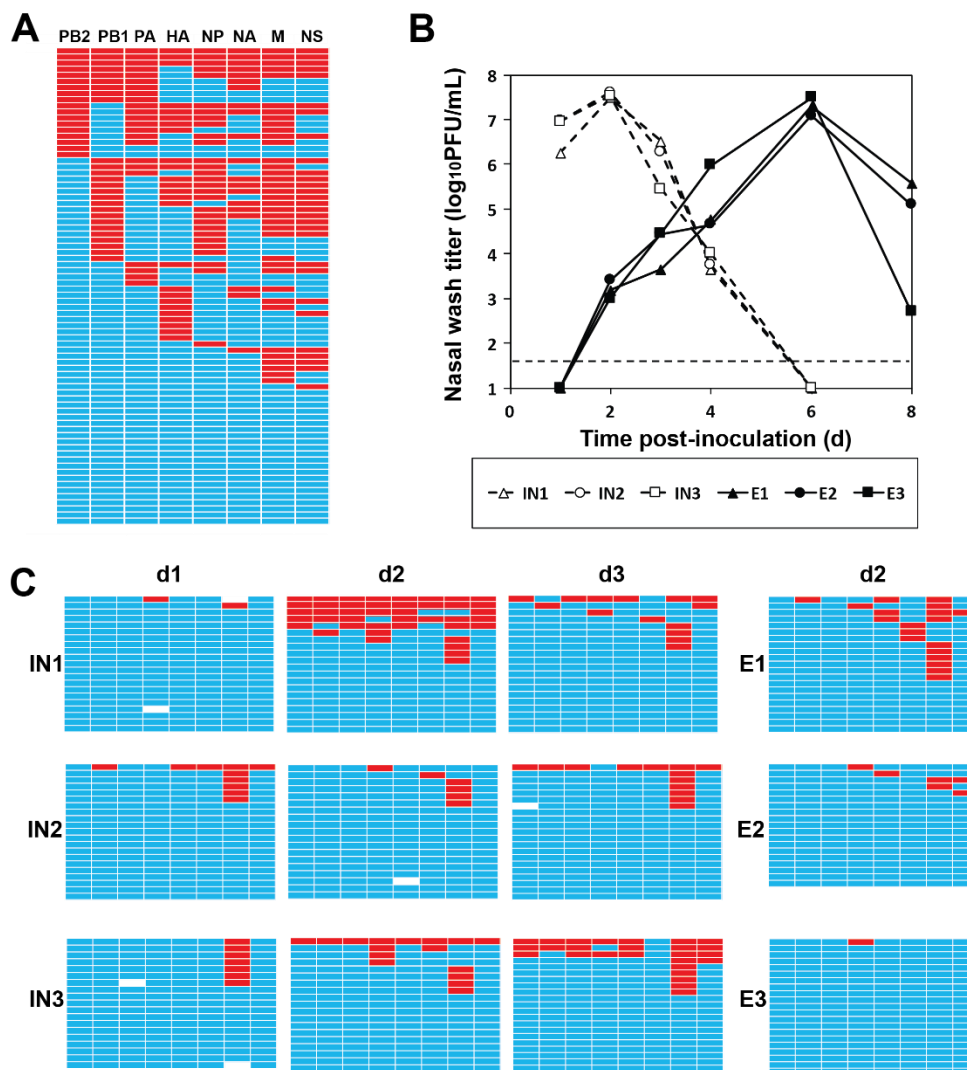 A
PB2 PB1 PA HA NP NA M NS
B
Nasal wash titer (log10PFU/mL)
8
7
6
5
4
3
2
1
0 2 4 6 8
Time post-inoculation (d)
IN1 IN2 IN3 E1 E2 E3
C
d1 d2 d3 d2
IN1 E1
IN2 E2
IN3 E3